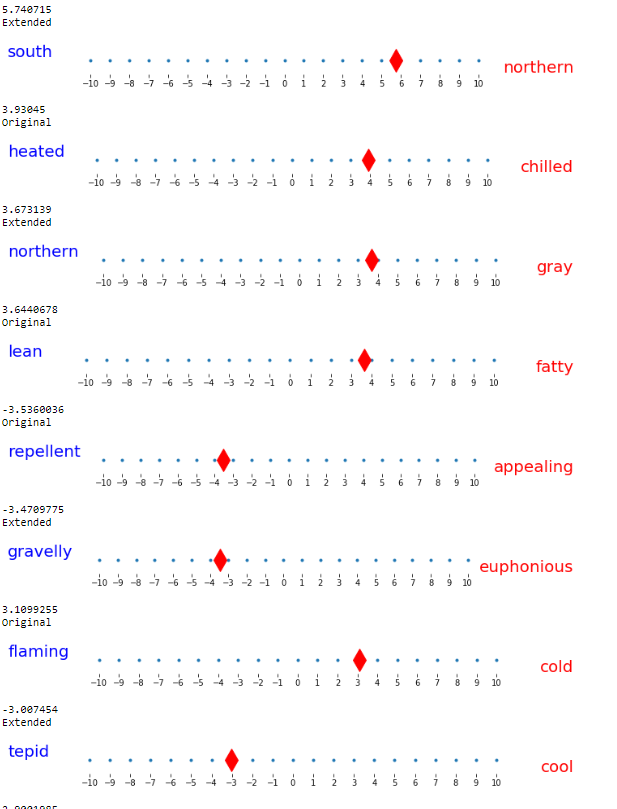 5.740715
Extended
south
−10 −9 −8 −7 −6 −5 −4 −3 −2 −1 0 1 2 3 4 5 6 7 8 9 10
northern
3.93045
Original
heated
−10 −9 −8 −7 −6 −5 −4 −3 −2 −1 0 1 2 3 4 5 6 7 8 9 10
chilled
3.673139
Extended
northern
−10 −9 −8 −7 −6 −5 −4 −3 −2 −1 0 1 2 3 4 5 6 7 8 9 10
gray
3.6440678
Original
lean
−10 −9 −8 −7 −6 −5 −4 −3 −2 −1 0 1 2 3 4 5 6 7 8 9 10
fatty
-3.5360036
Original
repellent
−10 −9 −8 −7 −6 −5 −4 −3 −2 −1 0 1 2 3 4 5 6 7 8 9 10
appealing
-3.4709775
Extended
gravelly
−10 −9 −8 −7 −6 −5 −4 −3 −2 −1 0 1 2 3 4 5 6 7 8 9 10
euphonious
3.1099255
Original
flaming
−10 −9 −8 −7 −6 −5 −4 −3 −2 −1 0 1 2 3 4 5 6 7 8 9 10
cold
-3.007454
Extended
tepid
−10 −9 −8 −7 −6 −5 −4 −3 −2 −1 0 1 2 3 4 5 6 7 8 9 10
cool